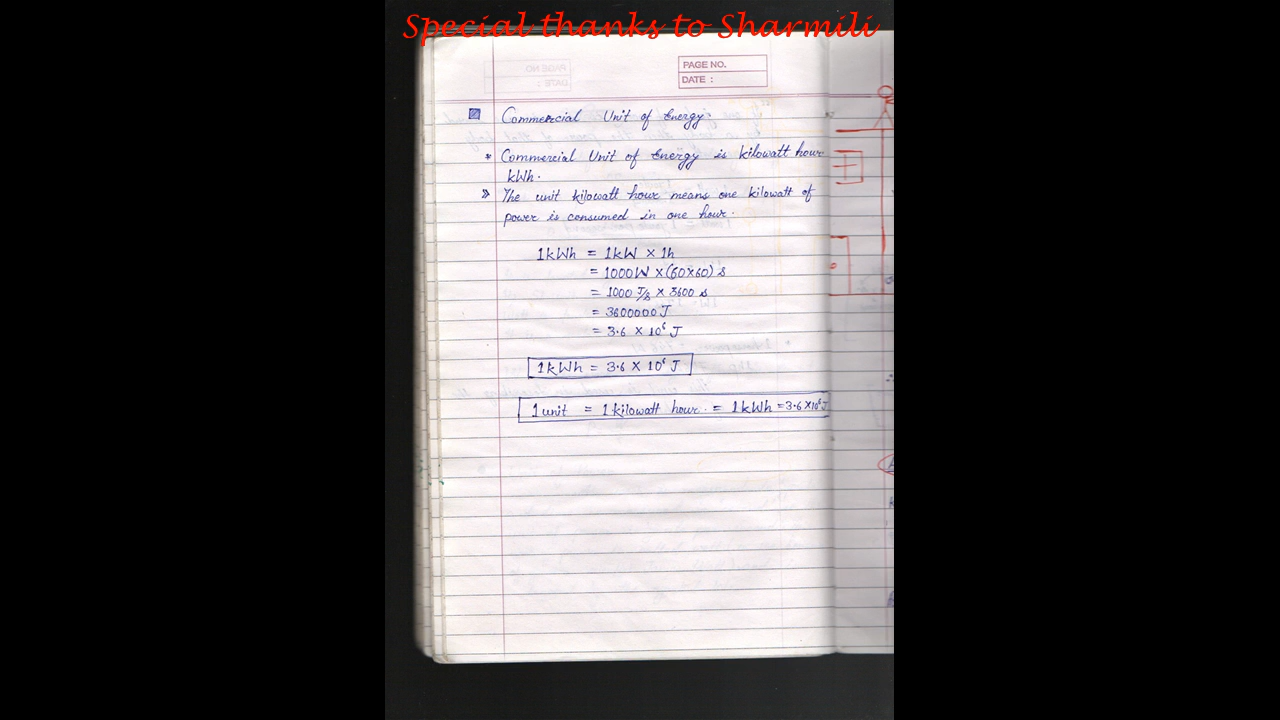 Special thanks to Sharmili
PAGE NO.
DATE :
Commercial Unit of Energy
* Commercial Unit of Energy is kilowatt hour
kWh.
» The unit kilowatt hour means one kilowatt of
power is consumed in one hour.
1kWh = 1kW × 1h
= 1000W × (60×60) s
= 1000 J/s × 3600 s
= 3600000 J
= 3.6 × 10⁶ J
1kWh = 3.6 × 10⁶ J
1 unit = 1 kilowatt hour. = 1kWh = 3.6 × 10⁶ J